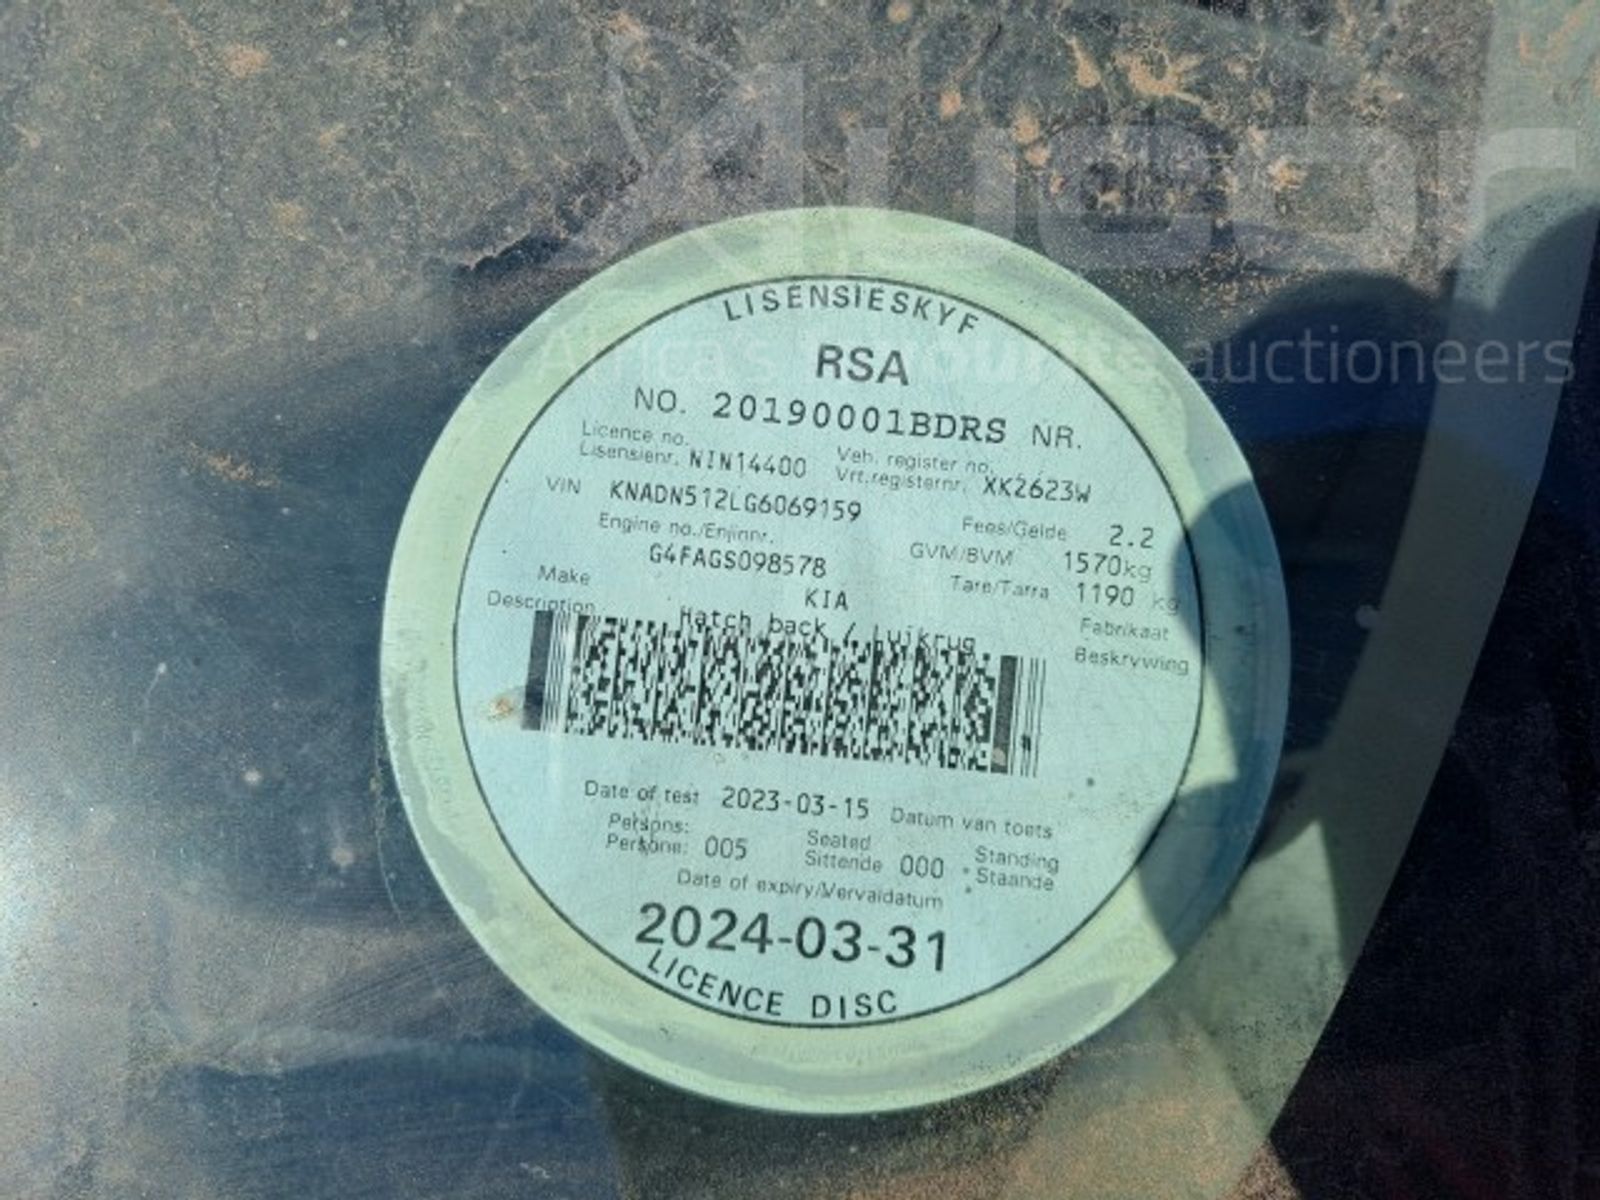 Aucor
Africa's favourite auctioneers
LISENSIESKYF
RSA
NO. 20190001BDRS NR.
Licence no.
Lisensienr. NIN14400
Veh. register no.
Vrt.registernr. XK2623W
VIN KNADN512LG6069159
Fees/Gelde 2.2
Engine no./Enjinnr.
G4FAGS098578
GVM/BVM 1570kg
Tare/Tarra 1190 kg
Make KIA Fabrikaat
Description Hatch back / Luikrug Beskrywing
Date of test 2023-03-15 Datum van toets
Persons:
Persone: 005
Seated
Sittende 000
Standing
Staande
Date of expiry/Vervaldatum
2024-03-31
LICENCE DISC